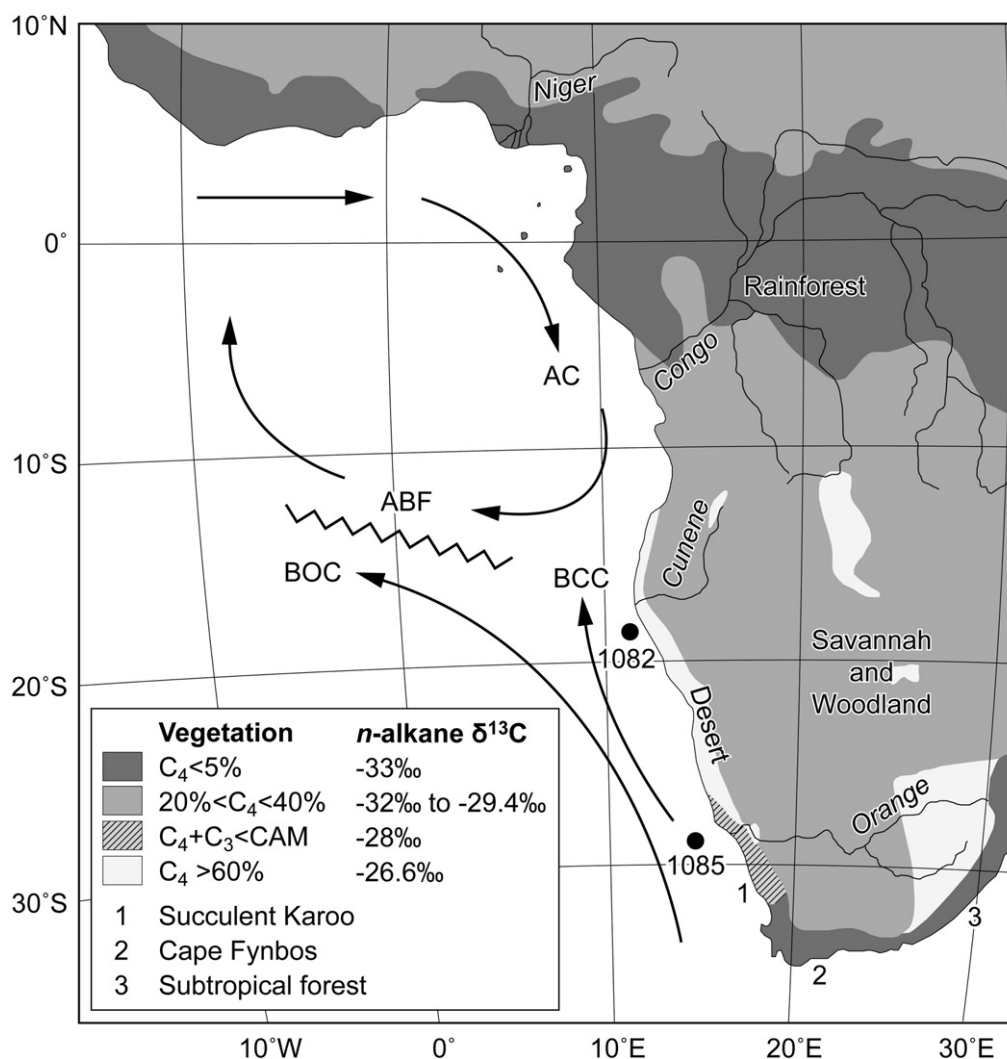 10˚N
Niger
0˚
Rainforest
Congo
AC
10˚S
ABF
Cunene
BOC
BCC
Savannah
and
Woodland
1082
20˚S
Desert
Vegetation n-alkane δ¹³C
C₄<5% -33‰
20%<C₄<40% -32‰ to -29.4‰
C₄+C₃<CAM -28‰
C₄ >60% -26.6‰
1 Succulent Karoo
2 Cape Fynbos
3 Subtropical forest
Orange
1085
30˚S
1
3
2
10˚W 0˚ 10˚E 20˚E 30˚E